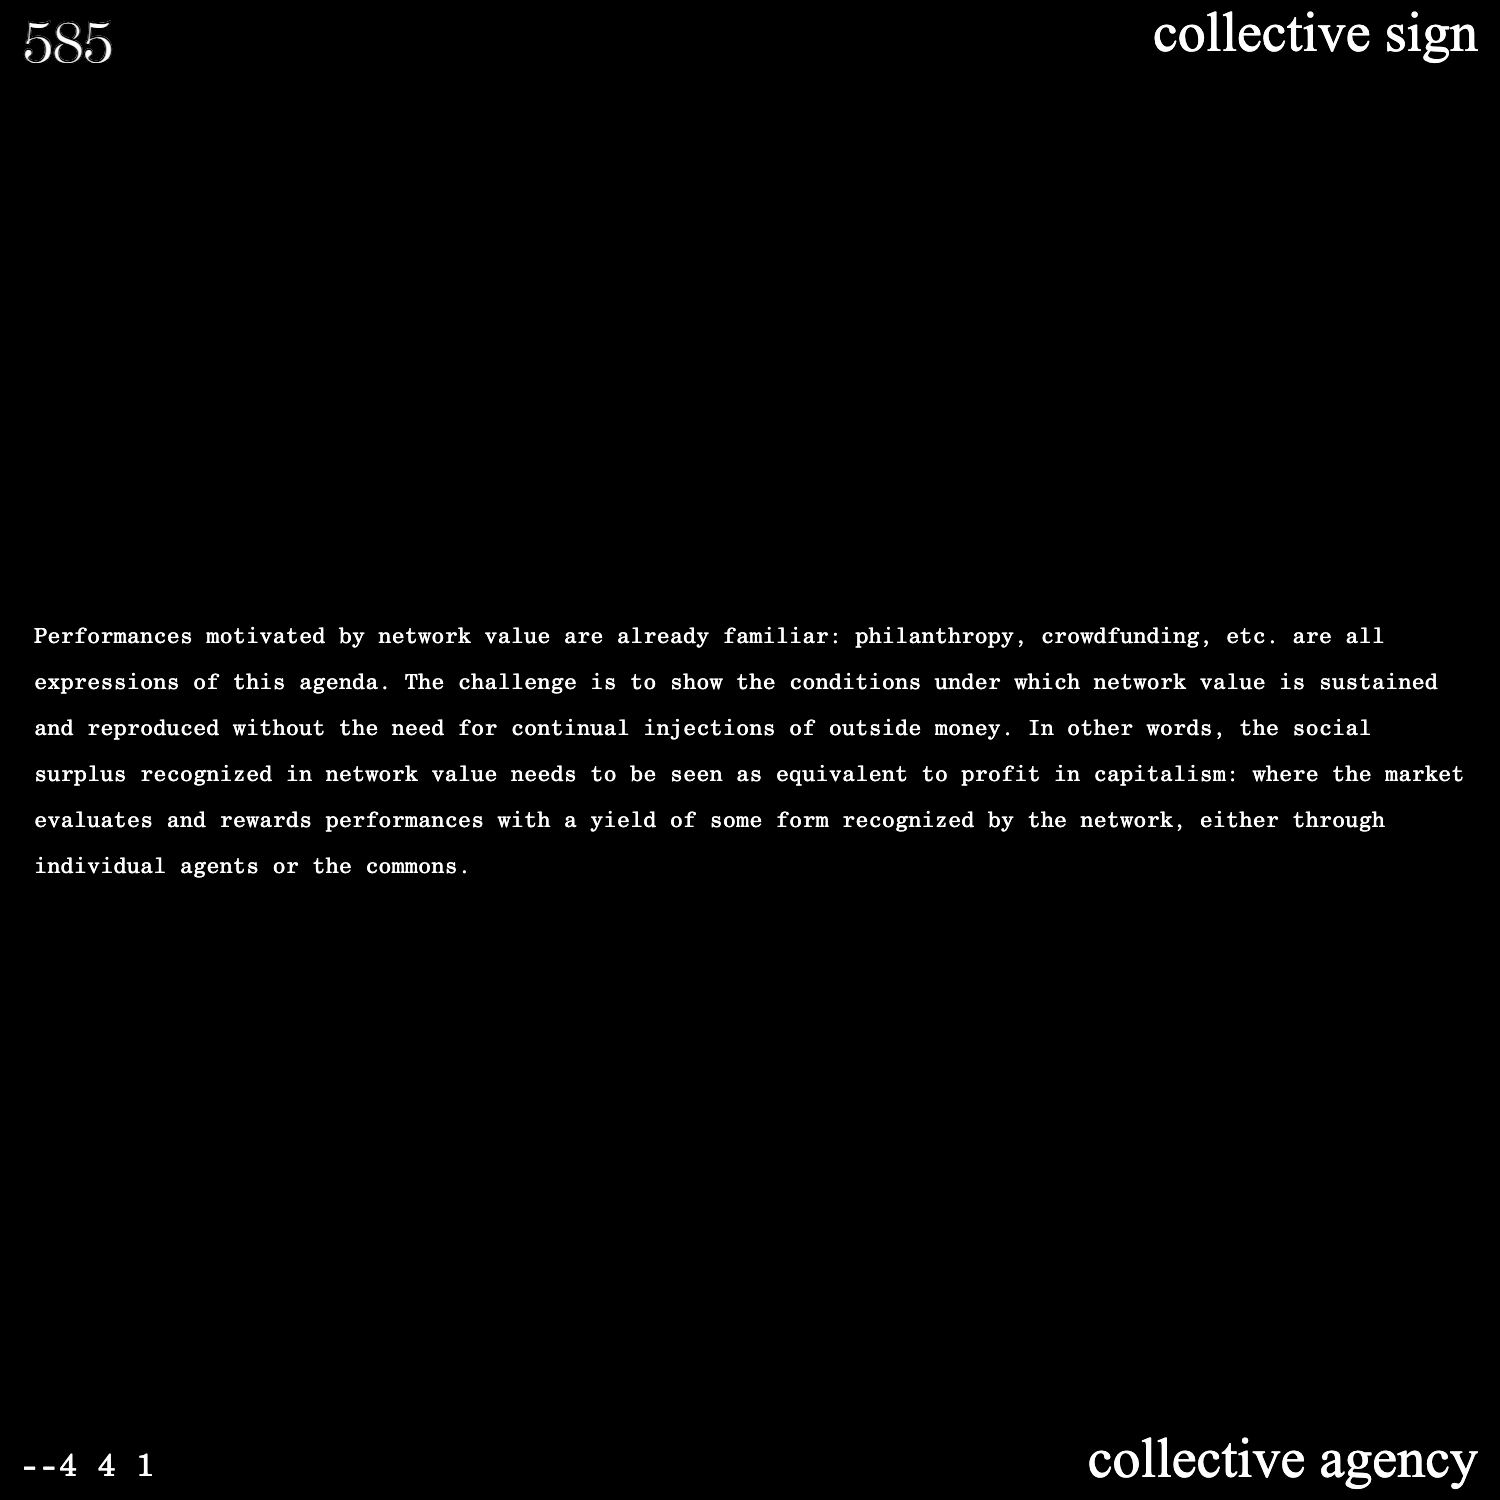 585
collective sign
Performances motivated by network value are already familiar: philanthropy, crowdfunding, etc. are all
expressions of this agenda. The challenge is to show the conditions under which network value is sustained
and reproduced without the need for continual injections of outside money. In other words, the social
surplus recognized in network value needs to be seen as equivalent to profit in capitalism: where the market
evaluates and rewards performances with a yield of some form recognized by the network, either through
individual agents or the commons.
--4 4 1
collective agency